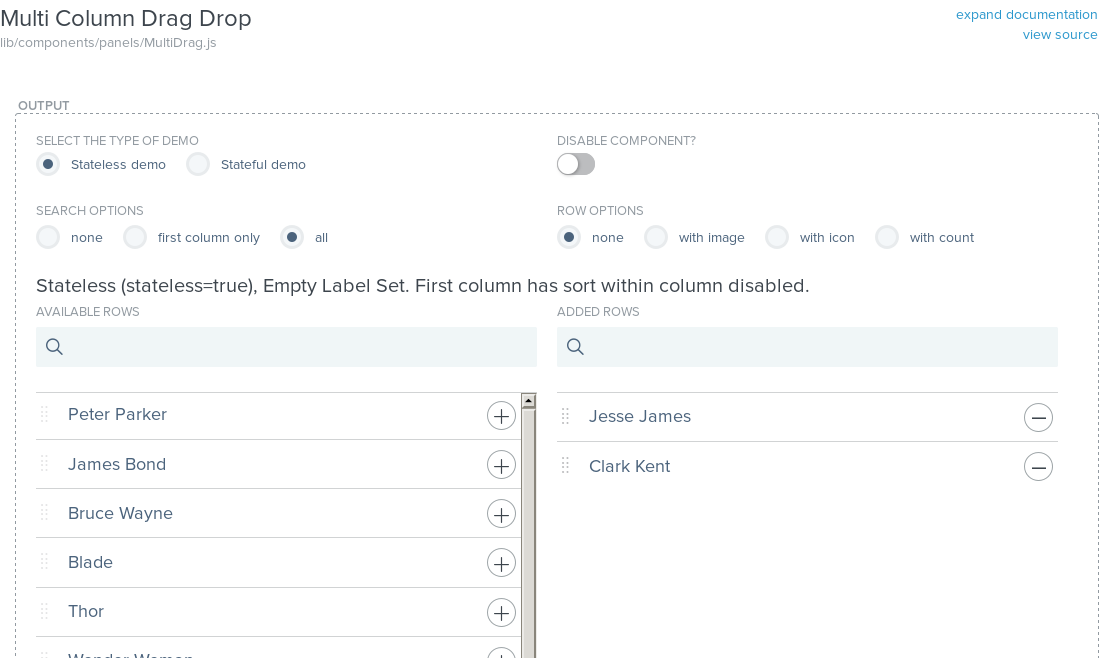 Multi Column Drag Drop
expand documentation
lib/components/panels/MultiDrag.js
view source
OUTPUT
SELECT THE TYPE OF DEMO
DISABLE COMPONENT?
Stateless demo
Stateful demo
SEARCH OPTIONS
ROW OPTIONS
none
first column only
all
none
with image
with icon
with count
Stateless (stateless=true), Empty Label Set. First column has sort within column disabled.
AVAILABLE ROWS
ADDED ROWS
Peter Parker
Jesse James
James Bond
Clark Kent
Bruce Wayne
Blade
Thor
Wonder Woman